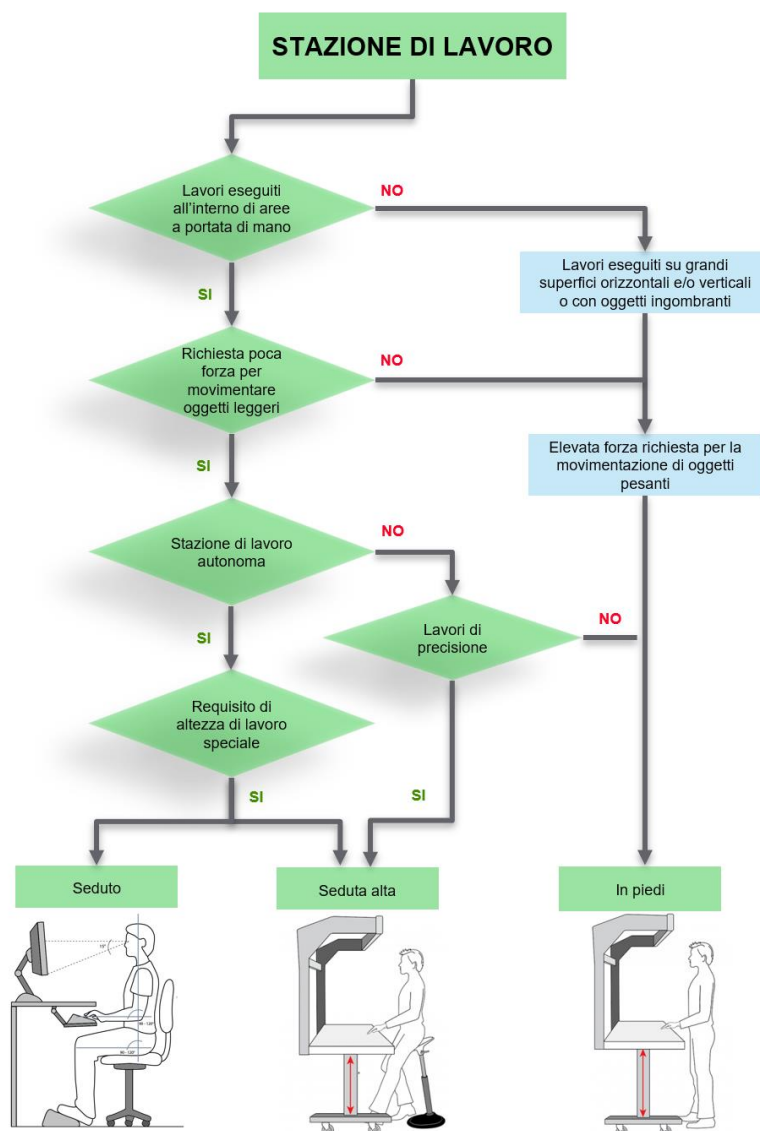 STAZIONE DI LAVORO
Lavori eseguiti
all'interno di aree
a portata di mano
NO
Lavori eseguiti su grandi
superfici orizzontali e/o verticali
o con oggetti ingombranti
SI
Richiesta poca
forza per
movimentare
oggetti leggeri
NO
Elevata forza richiesta per la
movimentazione di oggetti
pesanti
SI
Stazione di lavoro
autonoma
NO
Lavori di
precisione
NO
SI
Requisito di
altezza di lavoro
speciale
SI
SI
Seduto
Seduta alta
In piedi